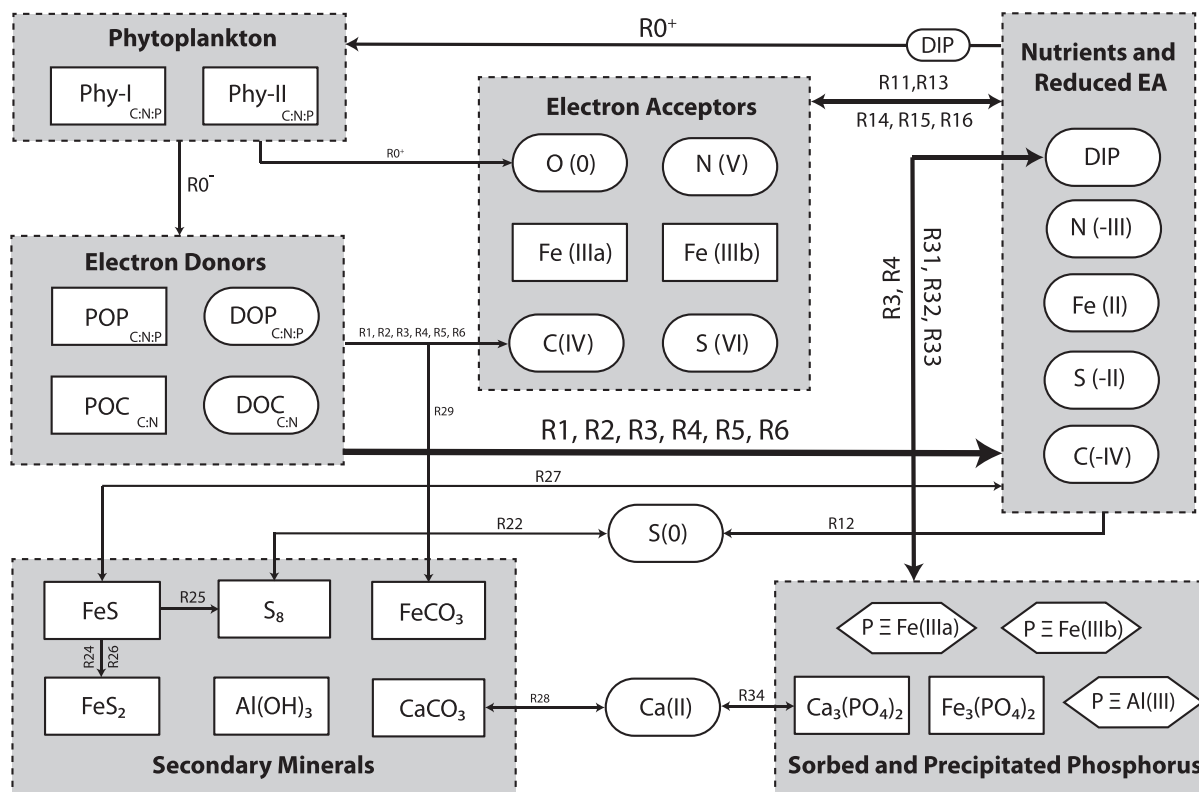 Phytoplankton
Phy-I
C:N:P
Phy-II
C:N:P
R0⁺
DIP
Nutrients and
Reduced EA
R11,R13
R14, R15, R16
Electron Acceptors
R0⁺
O (0)
N (V)
Fe (IIIa)
Fe (IIIb)
C(IV)
S (VI)
DIP
N (-III)
Fe (II)
S (-II)
C(-IV)
R0⁻
Electron Donors
POP
C:N:P
DOP
C:N:P
POC
C:N
DOC
C:N
R1, R2, R3, R4, R5, R6
R29
R3, R4
R31, R32, R33
R1, R2, R3, R4, R5, R6
R27
R22
S(0)
R12
FeS
R25
S₈
FeCO₃
R24
R26
FeS₂
Al(OH)₃
CaCO₃
R28
Ca(II)
R34
Secondary Minerals
P Ξ Fe(IIIa)
P Ξ Fe(IIIb)
Ca₃(PO₄)₂
Fe₃(PO₄)₂
P Ξ Al(III)
Sorbed and Precipitated Phosphorus